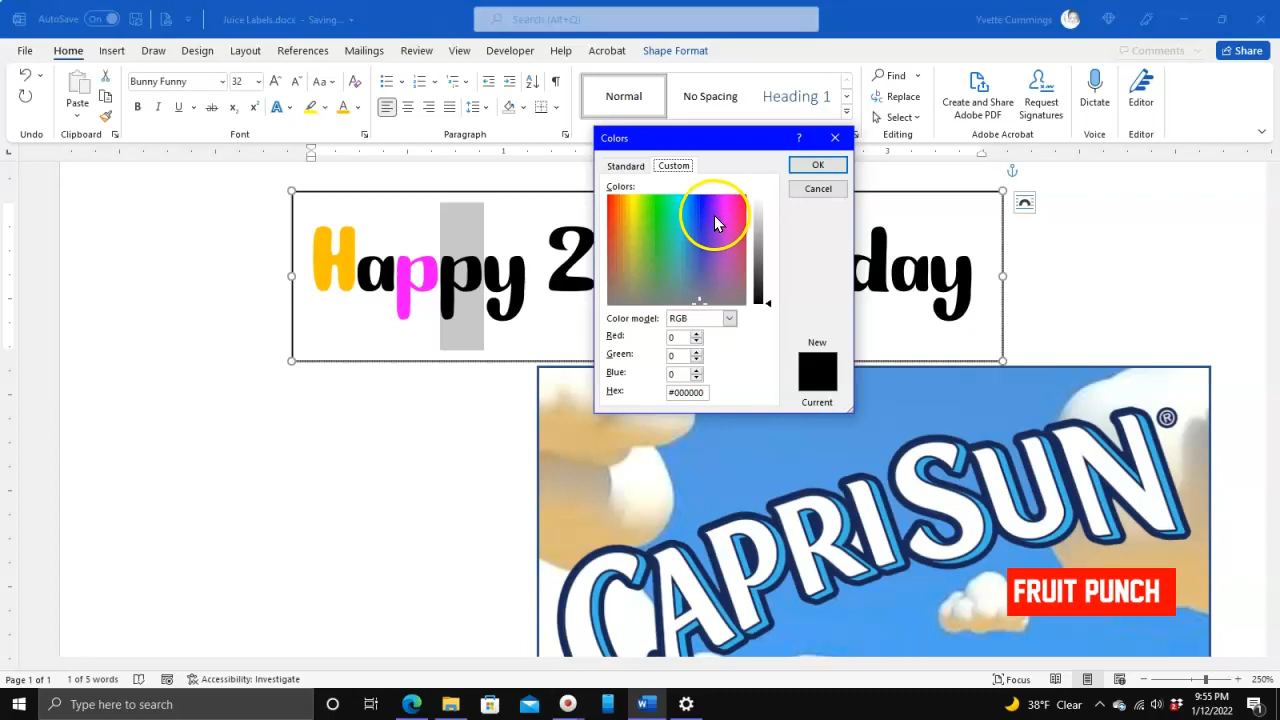 AutoSave On Juice Labels.docx - Saving... Search (Alt+Q) Yvette Cummings
File Home Insert Draw Design Layout References Mailings Review View Developer Help Acrobat Shape Format Comments Share
Paste
Undo
Clipboard
Bunny Funny 32
Font
Paragraph
Normal
No Spacing
Heading 1
Find
Replace
Select
Editing
Create and Share Adobe PDF
Request Signatures
Adobe Acrobat
Dictate
Voice
Editor
Editor
1 3
Happy 2 day
Colors ? ×
Standard Custom
OK
Cancel
Colors:
Color model: RGB
Red: 0
Green: 0
Blue: 0
Hex: #000000
New
Current
CAPRI SUN ®
FRUIT PUNCH
Page 1 of 1 1 of 5 words Accessibility: Investigate Focus 250%
Type here to search
38°F Clear
9:55 PM
1/12/2022